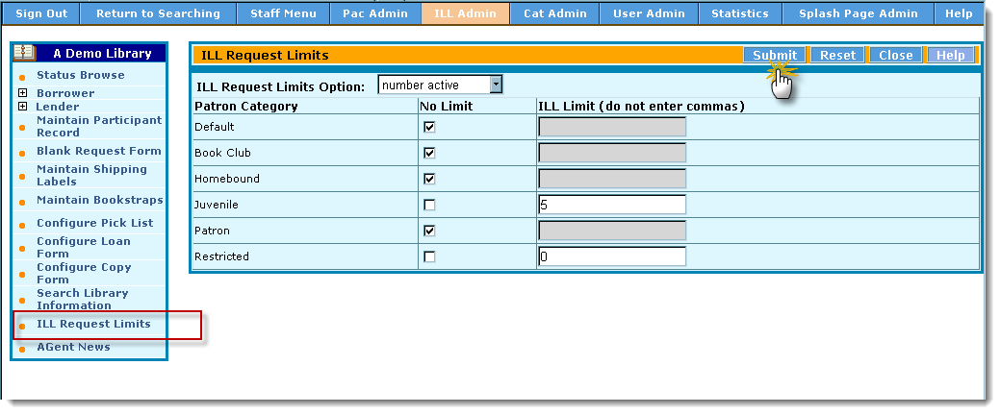 Sign Out Return to Searching Staff Menu Pac Admin ILL Admin Cat Admin User Admin Statistics Splash Page Admin Help
A Demo Library
Status Browse
Borrower
Lender
Maintain Participant
Record
Blank Request Form
Maintain Shipping
Labels
Maintain Bookstraps
Configure Pick List
Configure Loan
Form
Configure Copy
Form
Search Library
Information
ILL Request Limits
AGent News
ILL Request Limits Submit Reset Close Help
ILL Request Limits Option: number active
Patron Category No Limit ILL Limit (do not enter commas)
Default
Book Club
Homebound
Juvenile 5
Patron
Restricted 0